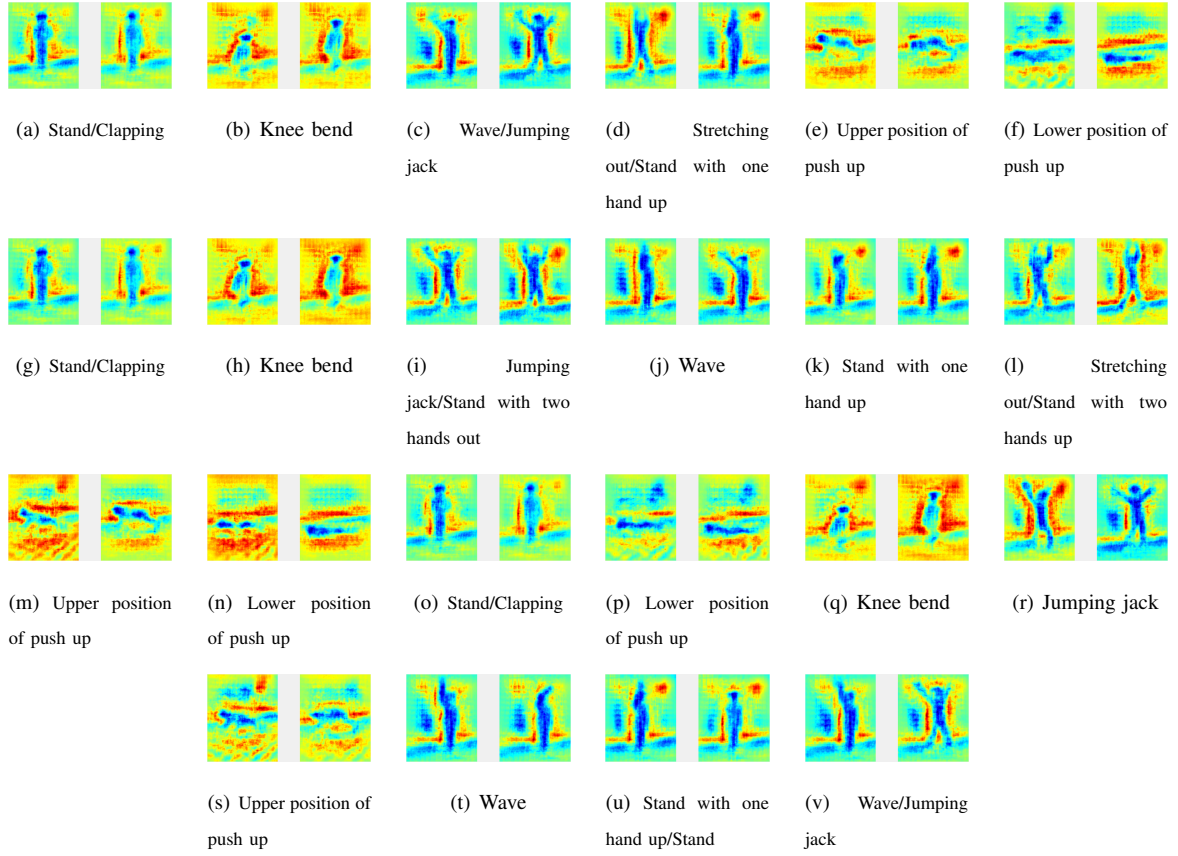 (a) Stand/Clapping
(b) Knee bend
(c) Wave/Jumping
jack
(d) Stretching
out/Stand with one
hand up
(e) Upper position of
push up
(f) Lower position of
push up
(g) Stand/Clapping
(h) Knee bend
(i) Jumping
jack/Stand with two
hands out
(j) Wave
(k) Stand with one
hand up
(l) Stretching
out/Stand with two
hands up
(m) Upper position
of push up
(n) Lower position
of push up
(o) Stand/Clapping
(p) Lower position
of push up
(q) Knee bend
(r) Jumping jack
(s) Upper position of
push up
(t) Wave
(u) Stand with one
hand up/Stand
(v) Wave/Jumping
jack